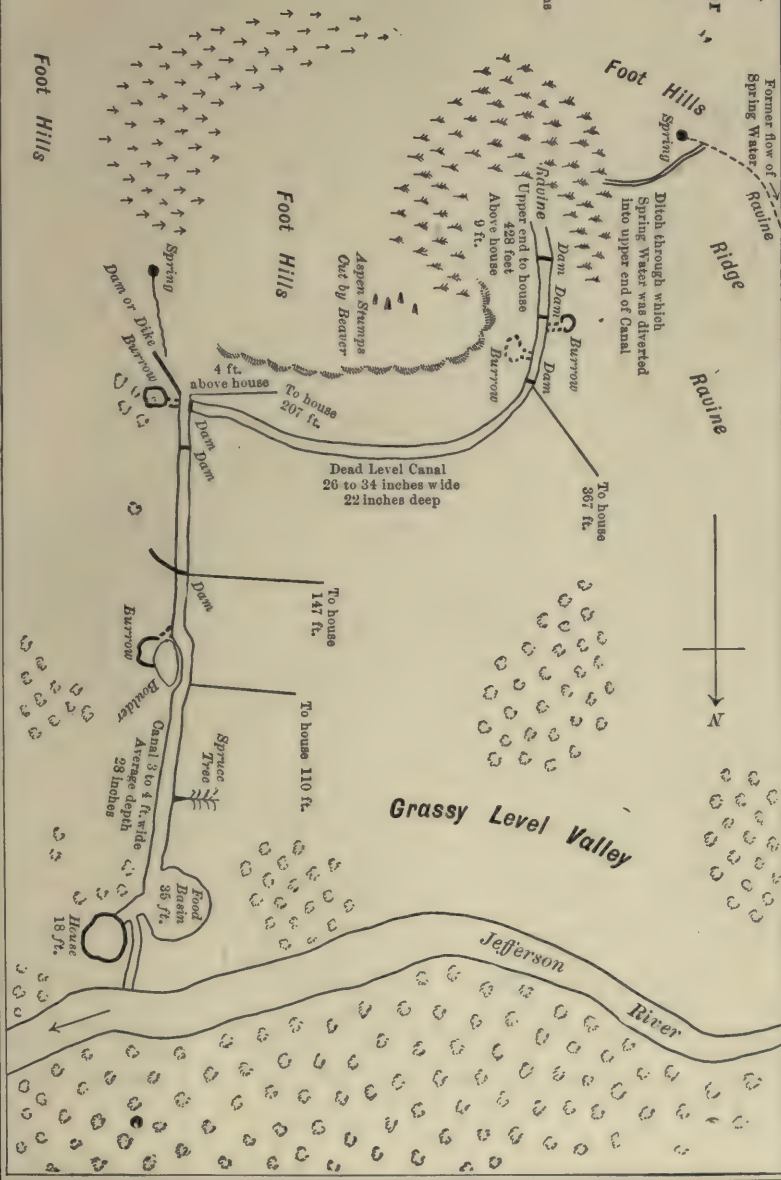 Former flow of
Spring Water
Ravine
Foot Hills
Spring
Ridge
Ditch through which
Spring Water was diverted
into upper end of Canal
Ravine
Ravine
Dam
Dam
Dam
Burrow
Burrow
Upper end to house
428 feet
Above house
9 ft.
Foot Hills
Foot Hills
Aspen Stumps
Cut by Beaver
Spring
Dam or Dike
Burrow
4 ft.
above house
To house
207 ft.
To house
367 ft.
Dam
Dam
Dead Level Canal
26 to 34 inches wide
22 inches deep
N
Dam
To house
147 ft.
Burrow
Boulder
To house 110 ft.
Spruce
Tree
Canal 3 to 4 ft. wide
Average depth
28 inches
Grassy Level Valley
Food
Basin
35 ft.
House
18 ft.
Jefferson
River